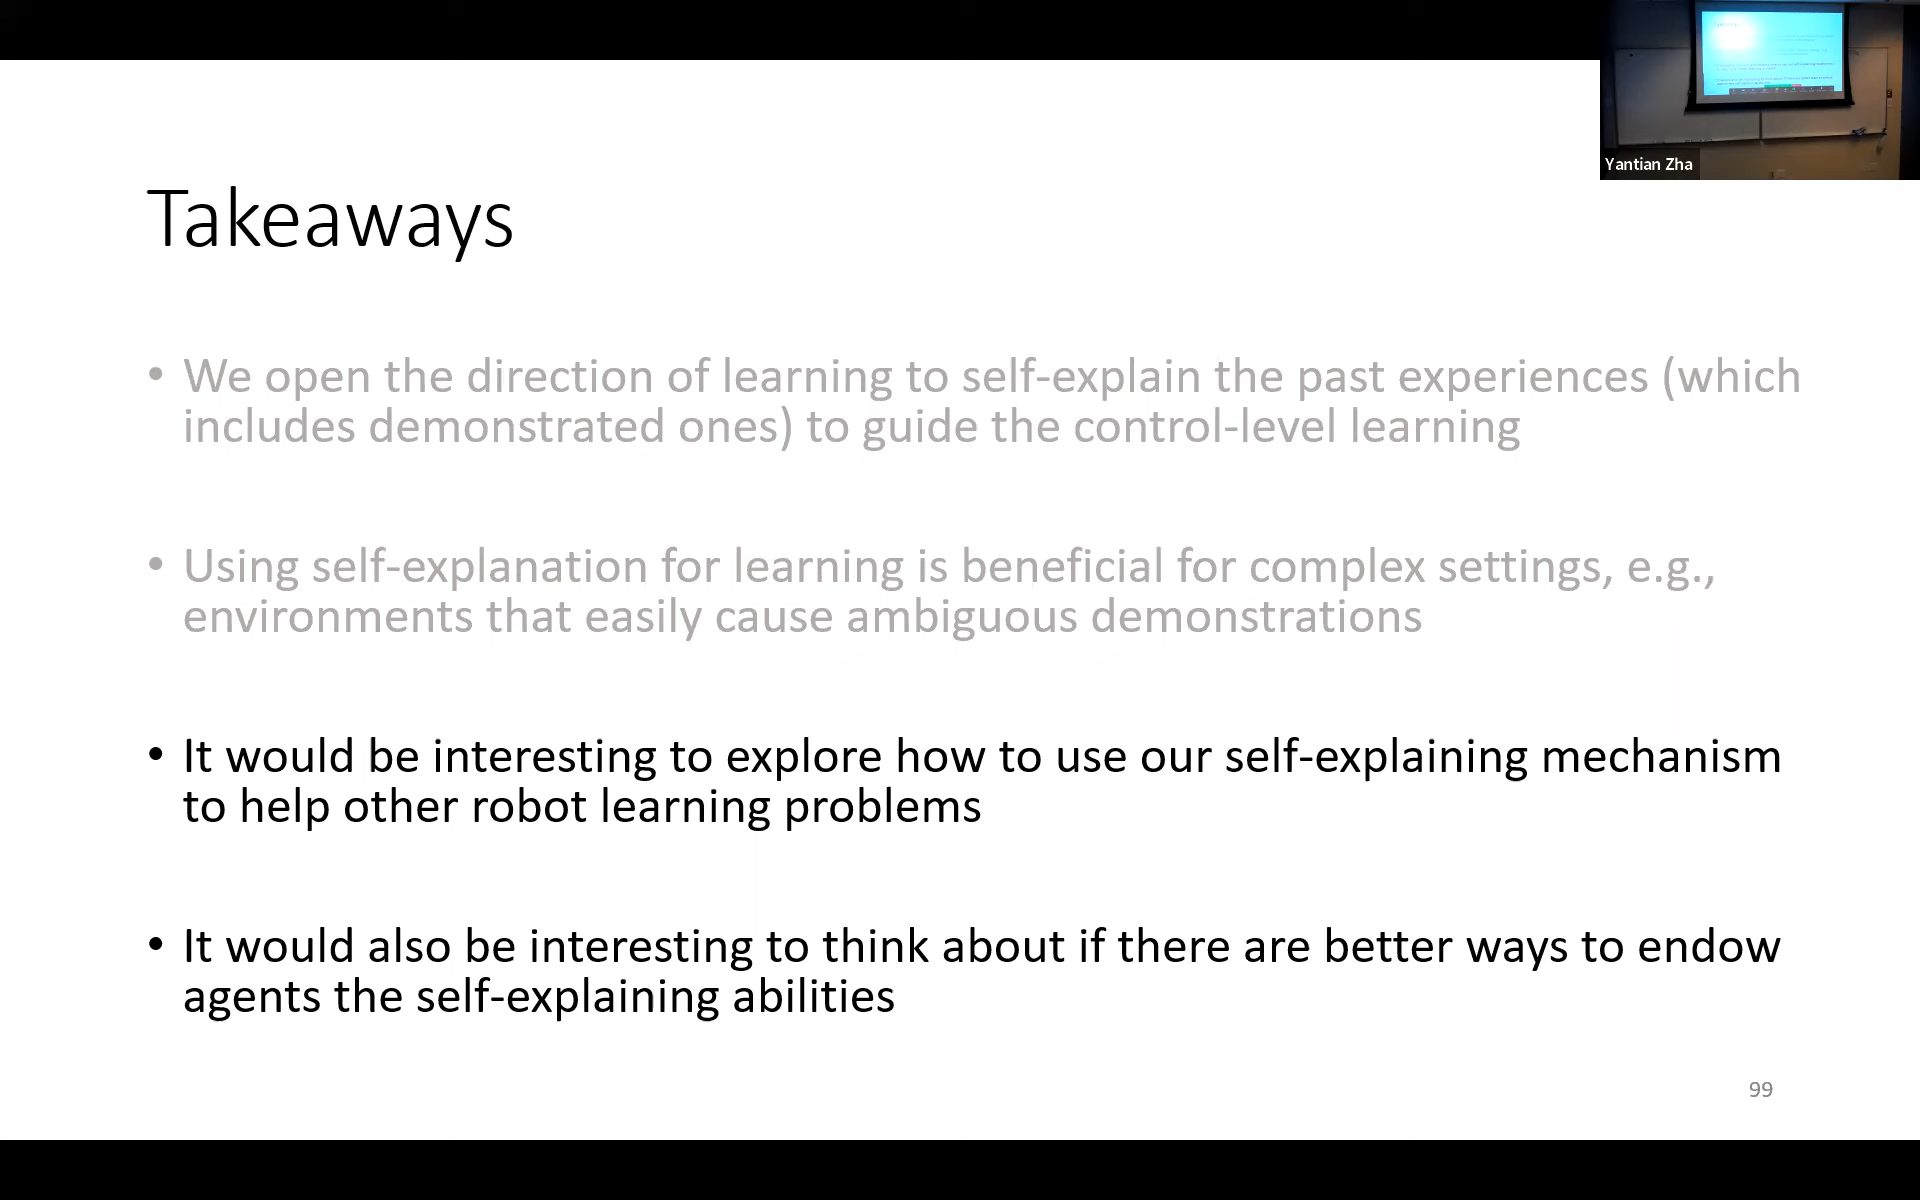 Yantian Zha
Takeaways
• We open the direction of learning to self-explain the past experiences (which
includes demonstrated ones) to guide the control-level learning
• Using self-explanation for learning is beneficial for complex settings, e.g.,
environments that easily cause ambiguous demonstrations
• It would be interesting to explore how to use our self-explaining mechanism
to help other robot learning problems
• It would also be interesting to think about if there are better ways to endow
agents the self-explaining abilities
99